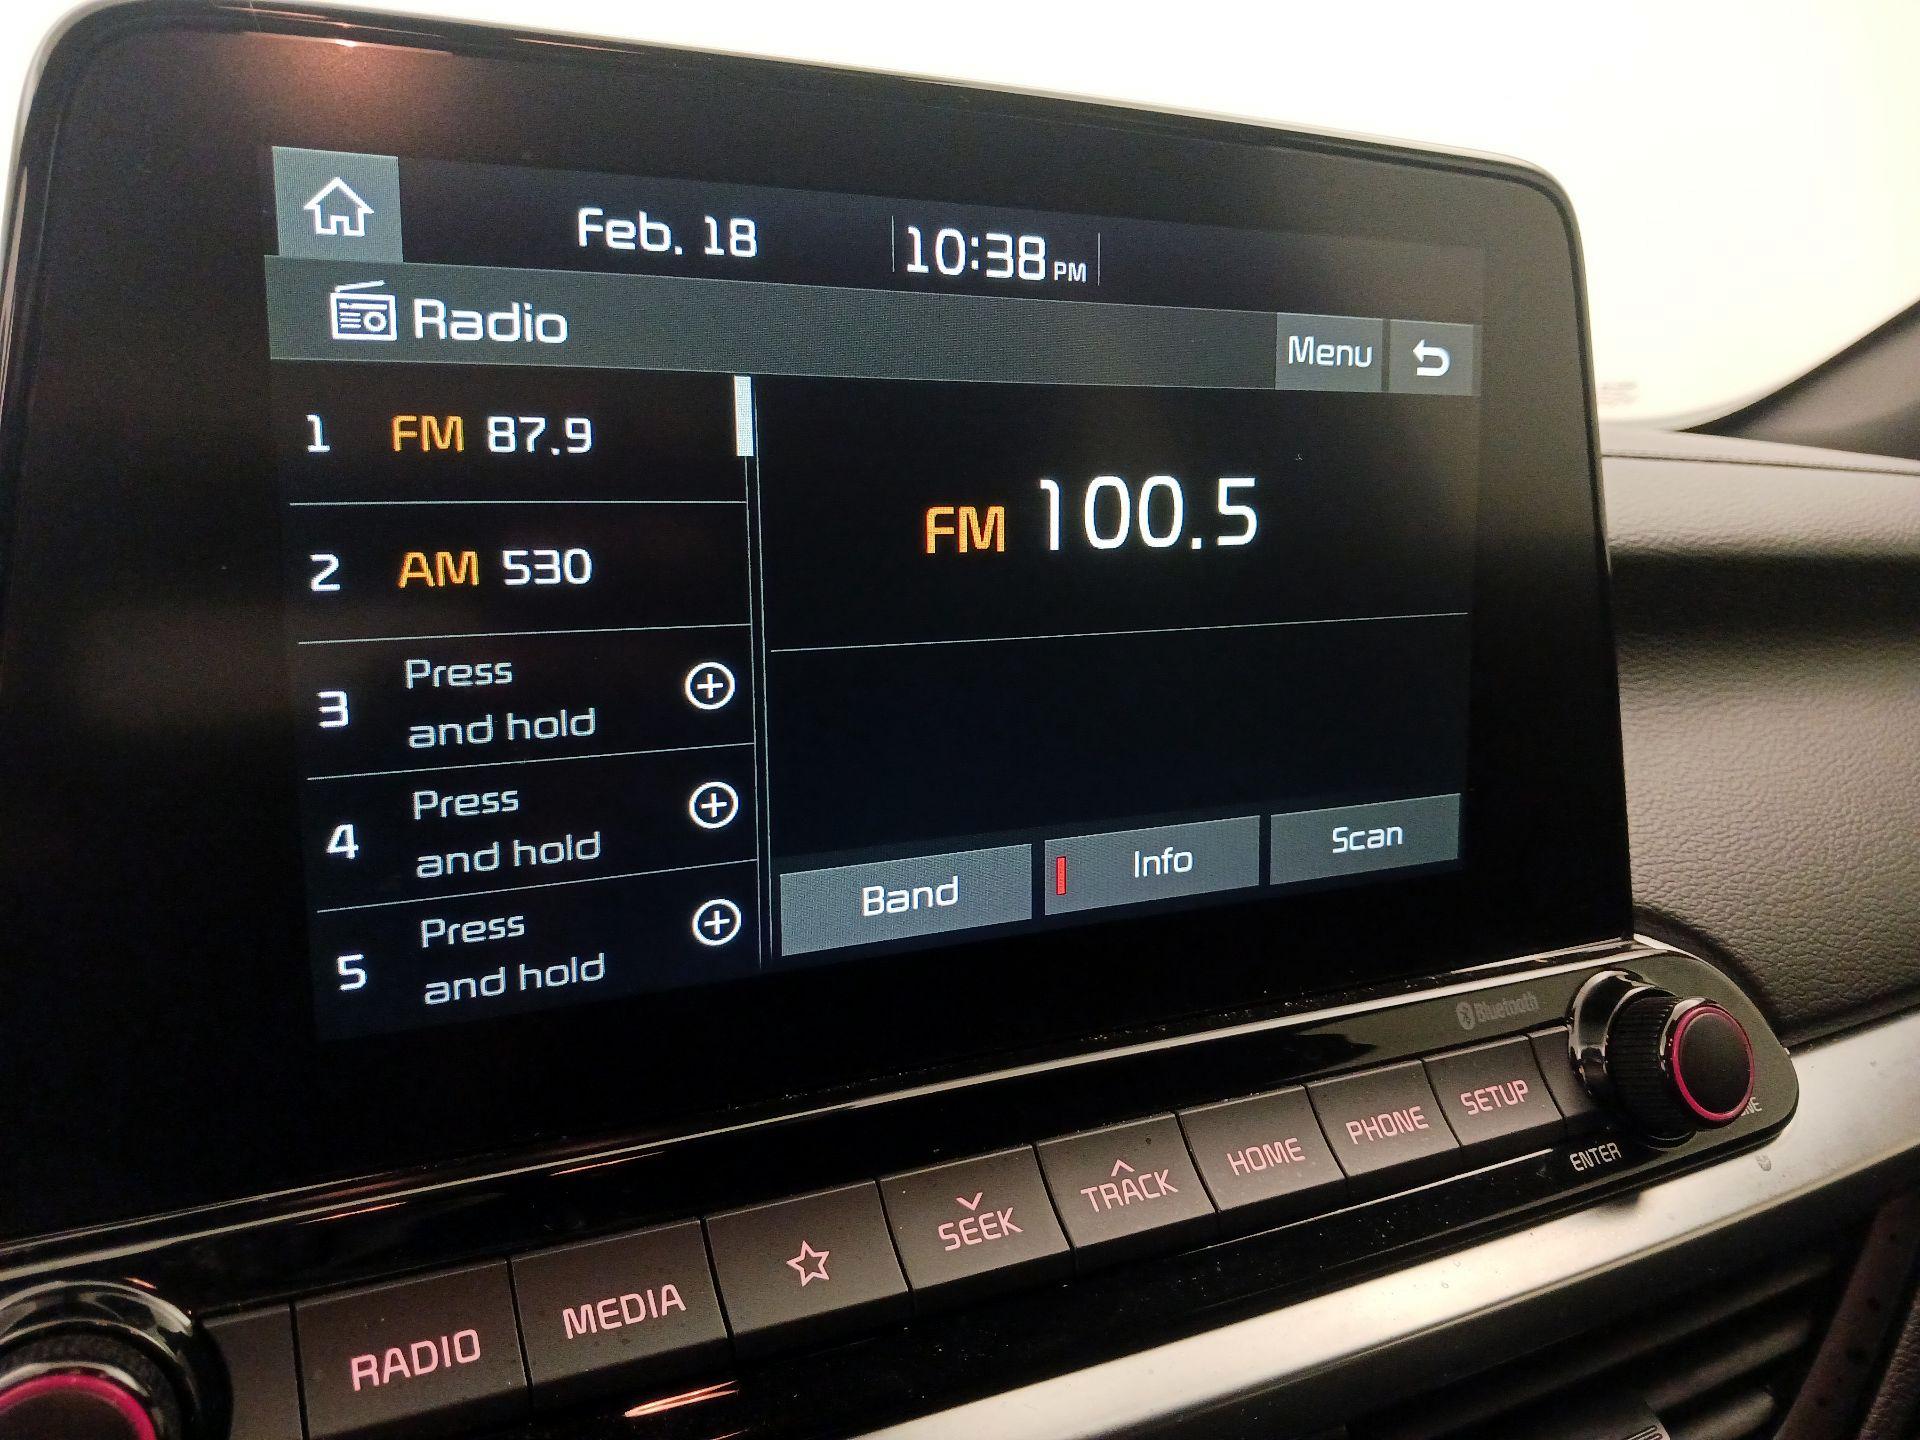 Feb. 18
10:38 PM
Radio
Menu
1 FM 87.9
2 AM 530
3 Press
and hold
4 Press
and hold
5 Press
and hold
FM 100.5
Band
Info
Scan
Bluetooth
RADIO
MEDIA
SEEK
TRACK
HOME
PHONE
SETUP
ENTER